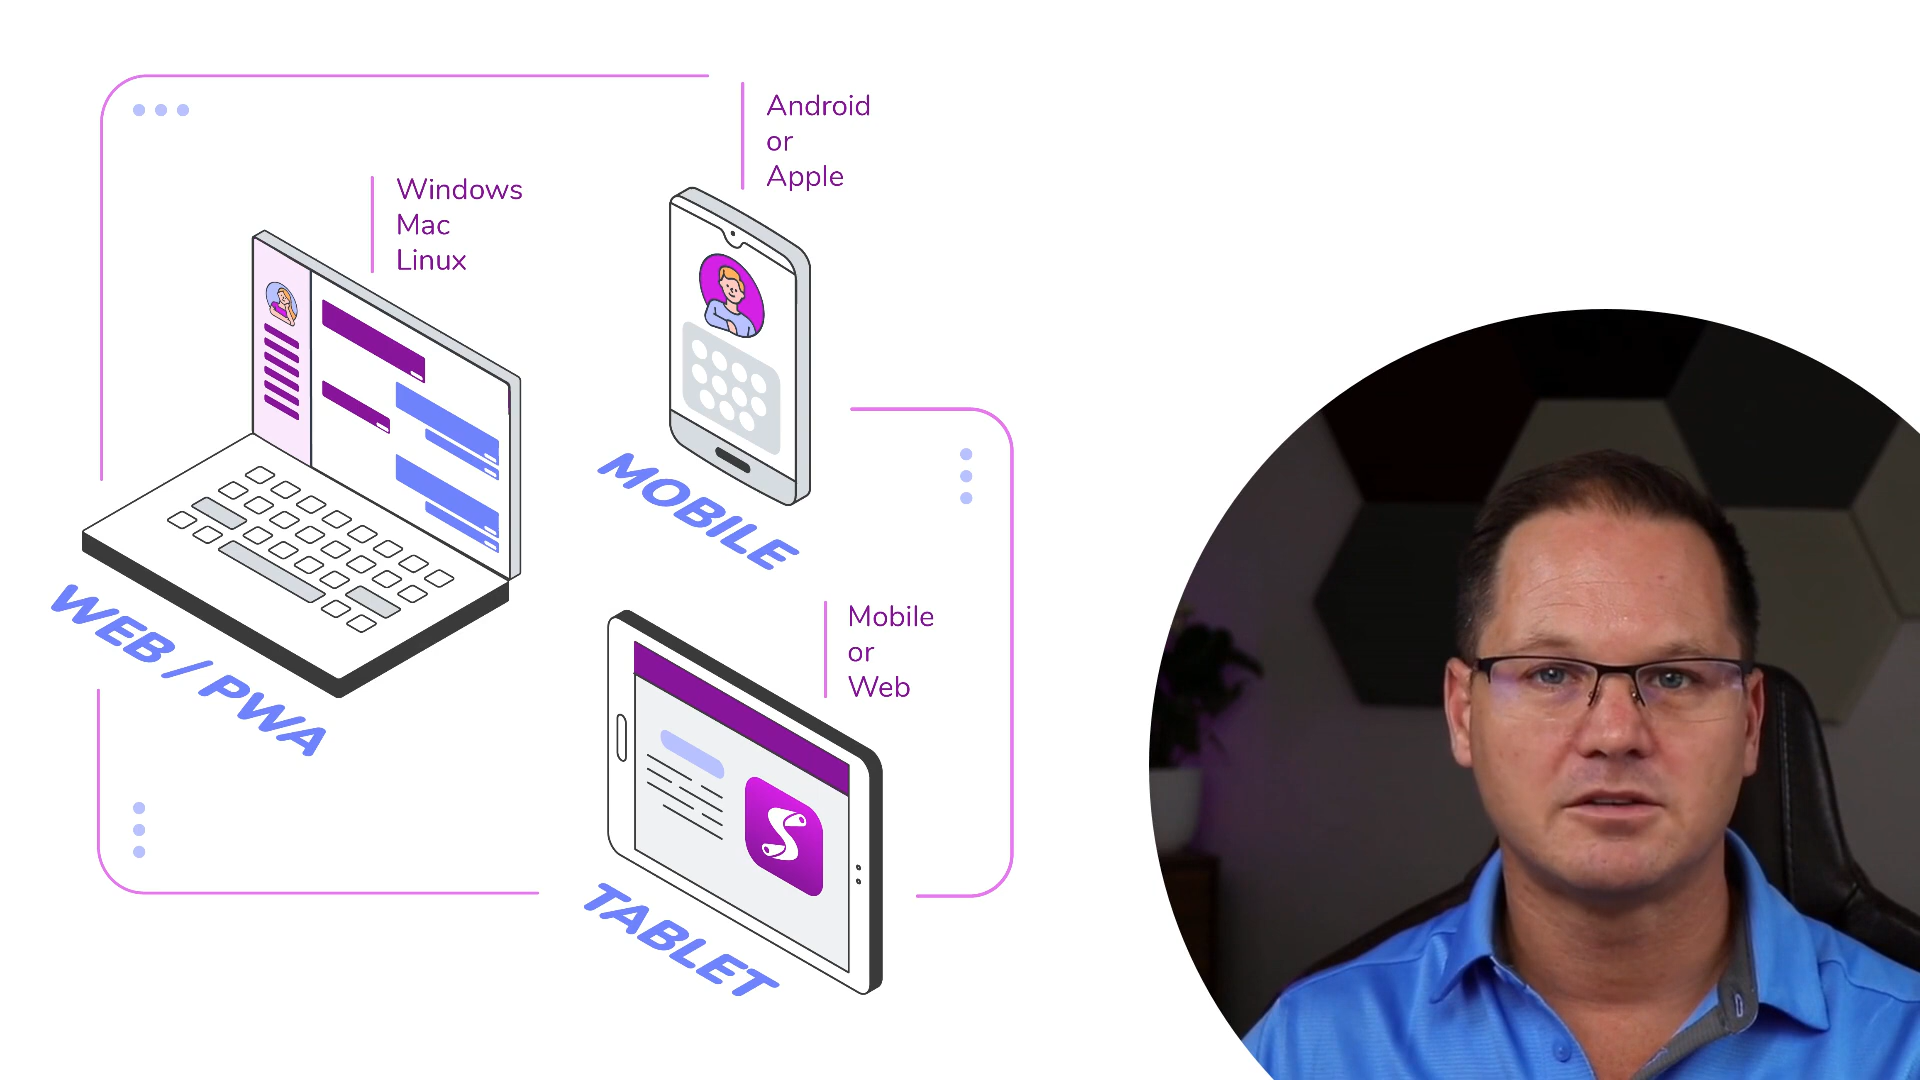 Android
or
Apple
Windows
Mac
Linux
MOBILE
WEB / PWA
Mobile
or
Web
S
TABLET